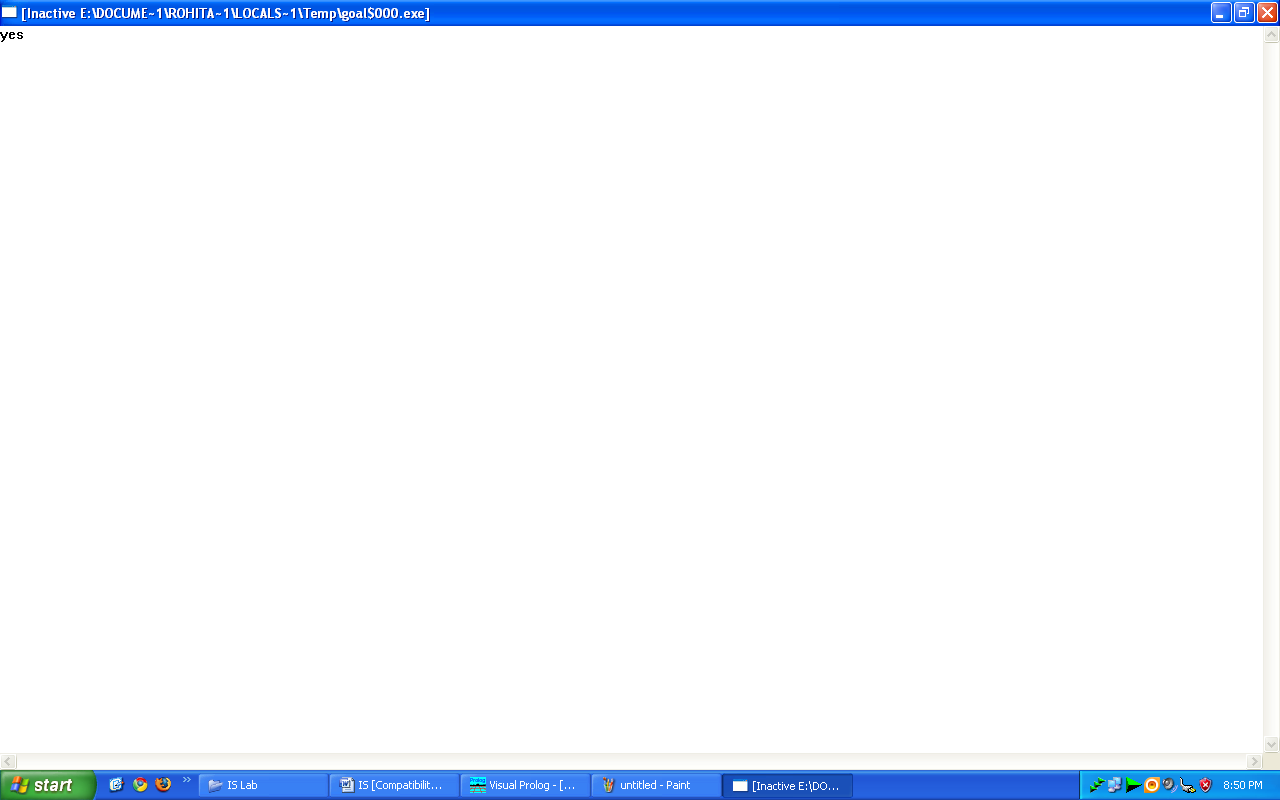 [Inactive E:\DOCUME~1\ROHITA~1\LOCALS~1\Temp\goal$000.exe]
yes
start
IS Lab
IS [Compatibilit...
Visual Prolog - [...
untitled - Paint
[Inactive E:\DO...
8:50 PM